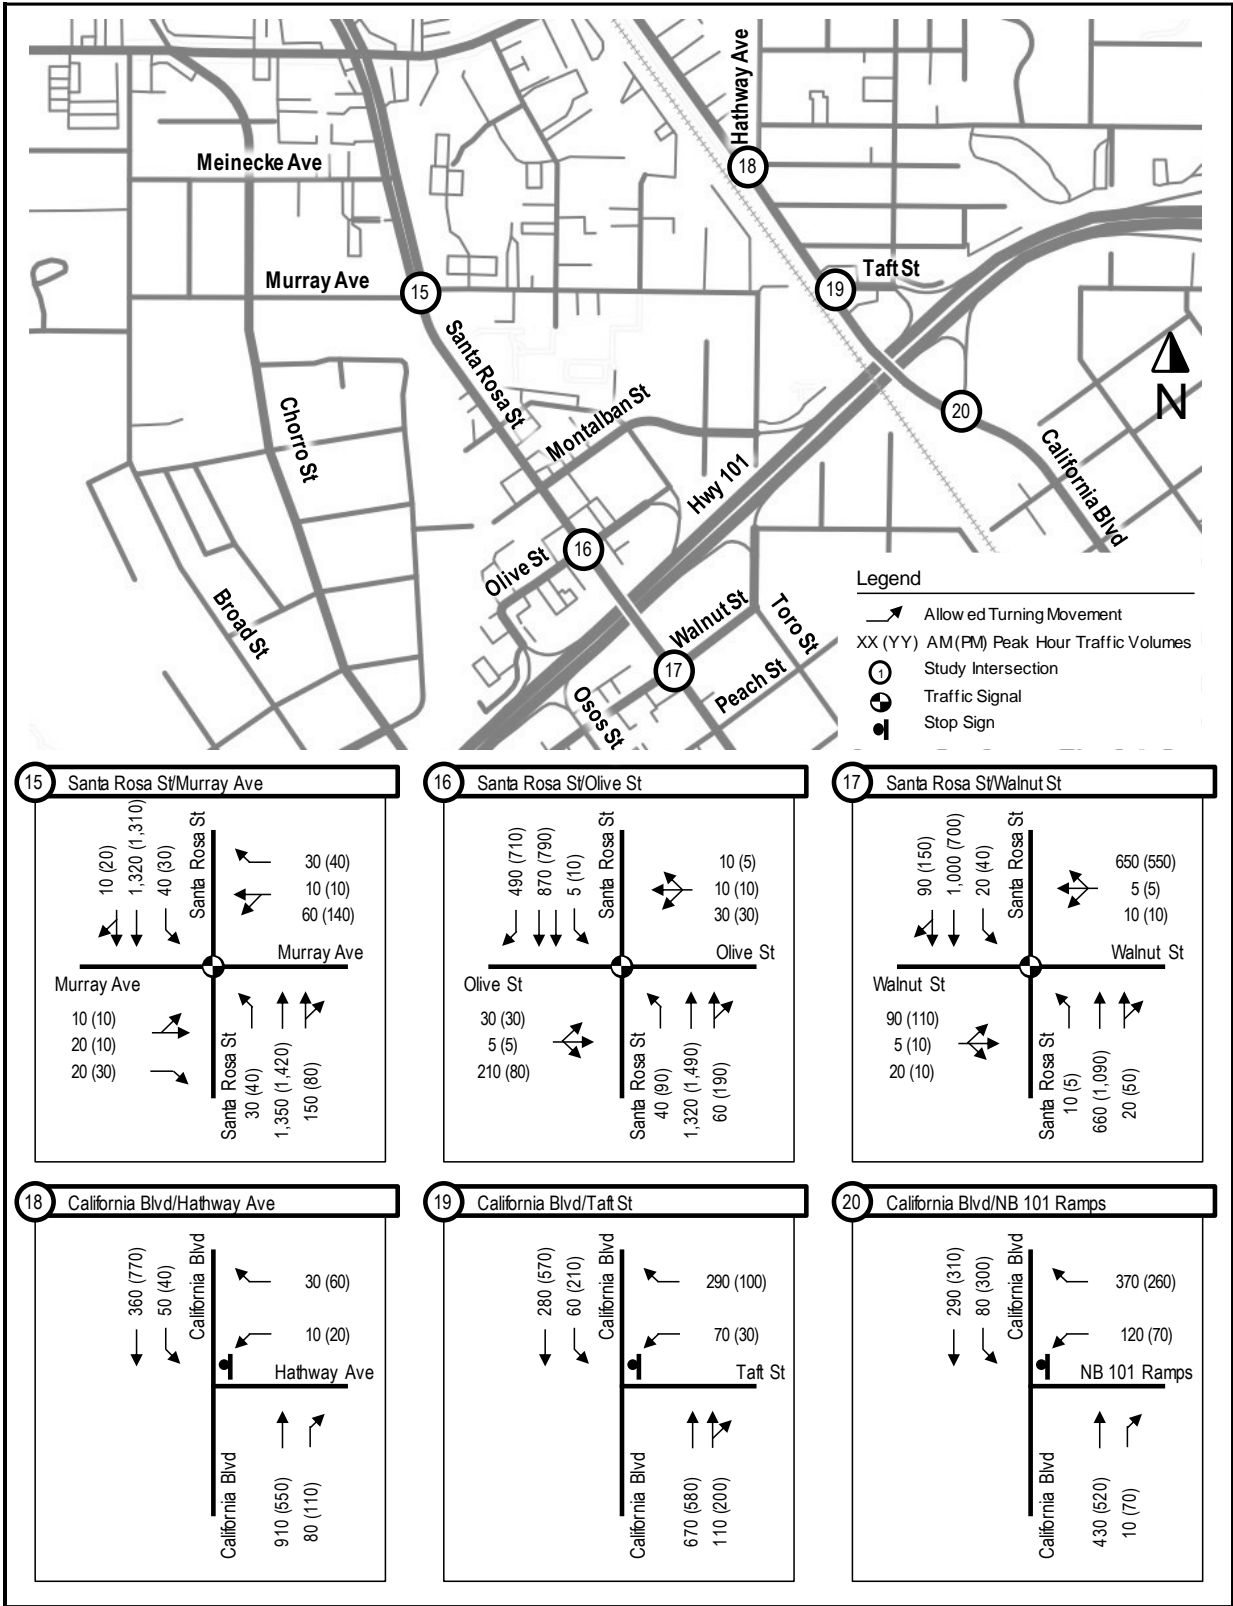 Hathway Ave
18
Meinecke Ave
Taft St
19
Murray Ave
15
N
Santa Rosa St
Montalban St
20
Chorro St
California Blvd
Hwy 101
16
Olive St
Broad St
Walnut St
Toro St
17
Peach St
Osos St
Legend
Allowed Turning Movement
XX (YY) AM(PM) Peak Hour Traffic Volumes
1 Study Intersection
Traffic Signal
Stop Sign
15 Santa Rosa St/Murray Ave
10 (20)
1,320 (1,310)
40 (30)
Santa Rosa St
30 (40)
10 (10)
60 (140)
Murray Ave
Murray Ave
10 (10)
20 (10)
20 (30)
Santa Rosa St
30 (40)
1,350 (1,420)
150 (80)
16 Santa Rosa St/Olive St
490 (710)
870 (790)
5 (10)
Santa Rosa St
10 (5)
10 (10)
30 (30)
Olive St
Olive St
30 (30)
5 (5)
210 (80)
Santa Rosa St
40 (90)
1,320 (1,490)
60 (190)
17 Santa Rosa St/Walnut St
90 (150)
1,000 (700)
20 (40)
Santa Rosa St
650 (550)
5 (5)
10 (10)
Walnut St
Walnut St
90 (110)
5 (10)
20 (10)
Santa Rosa St
10 (5)
660 (1,090)
20 (50)
18 California Blvd/Hathway Ave
360 (770)
50 (40)
California Blvd
30 (60)
10 (20)
Hathway Ave
California Blvd
910 (550)
80 (110)
19 California Blvd/Taft St
280 (570)
60 (210)
California Blvd
290 (100)
70 (30)
Taft St
California Blvd
670 (580)
110 (200)
20 California Blvd/NB 101 Ramps
290 (310)
80 (300)
California Blvd
370 (260)
120 (70)
NB 101 Ramps
California Blvd
430 (520)
10 (70)